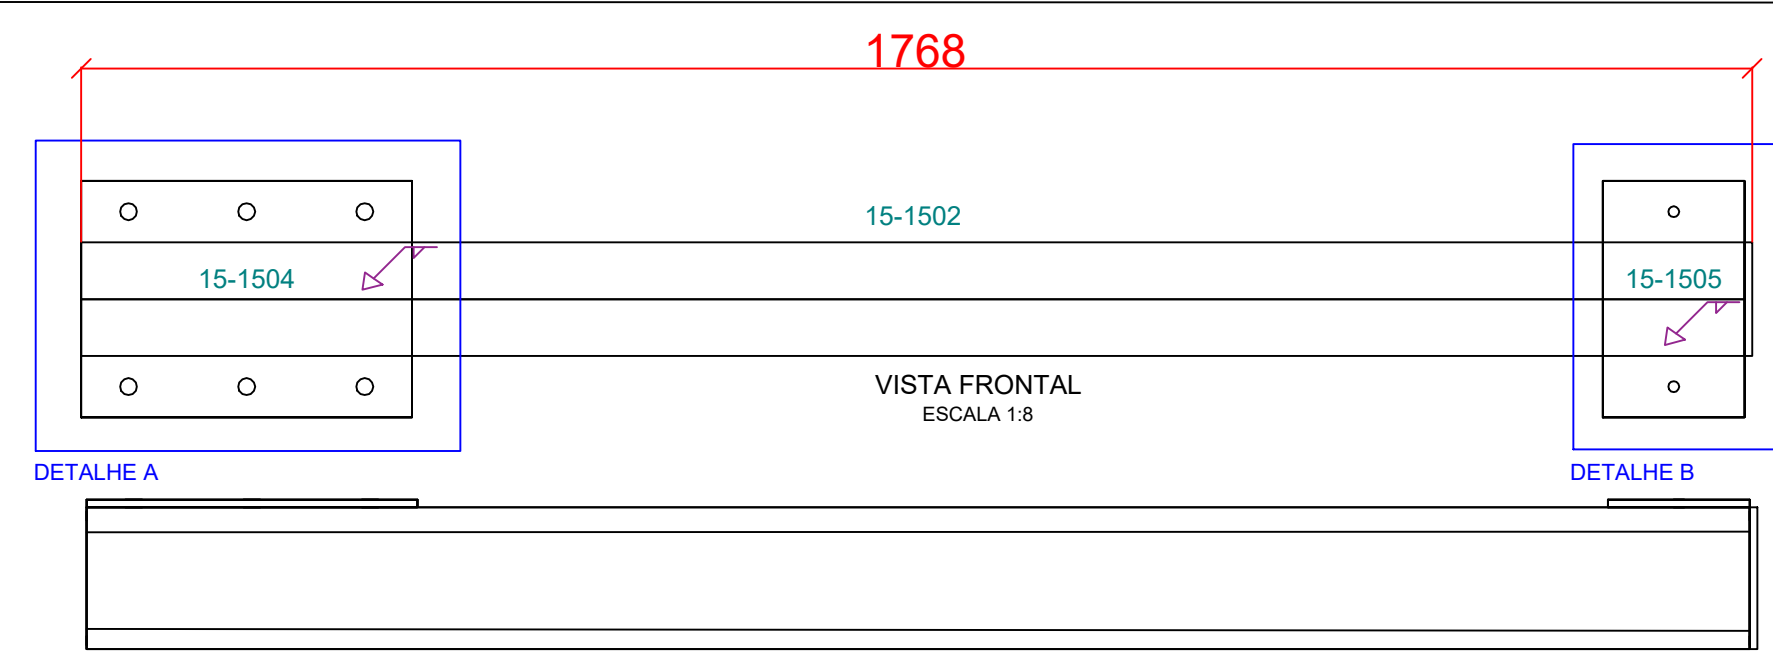 1768
15-1502
15-1504
15-1505
VISTA FRONTAL
ESCALA 1:8
DETALHE A
DETALHE B